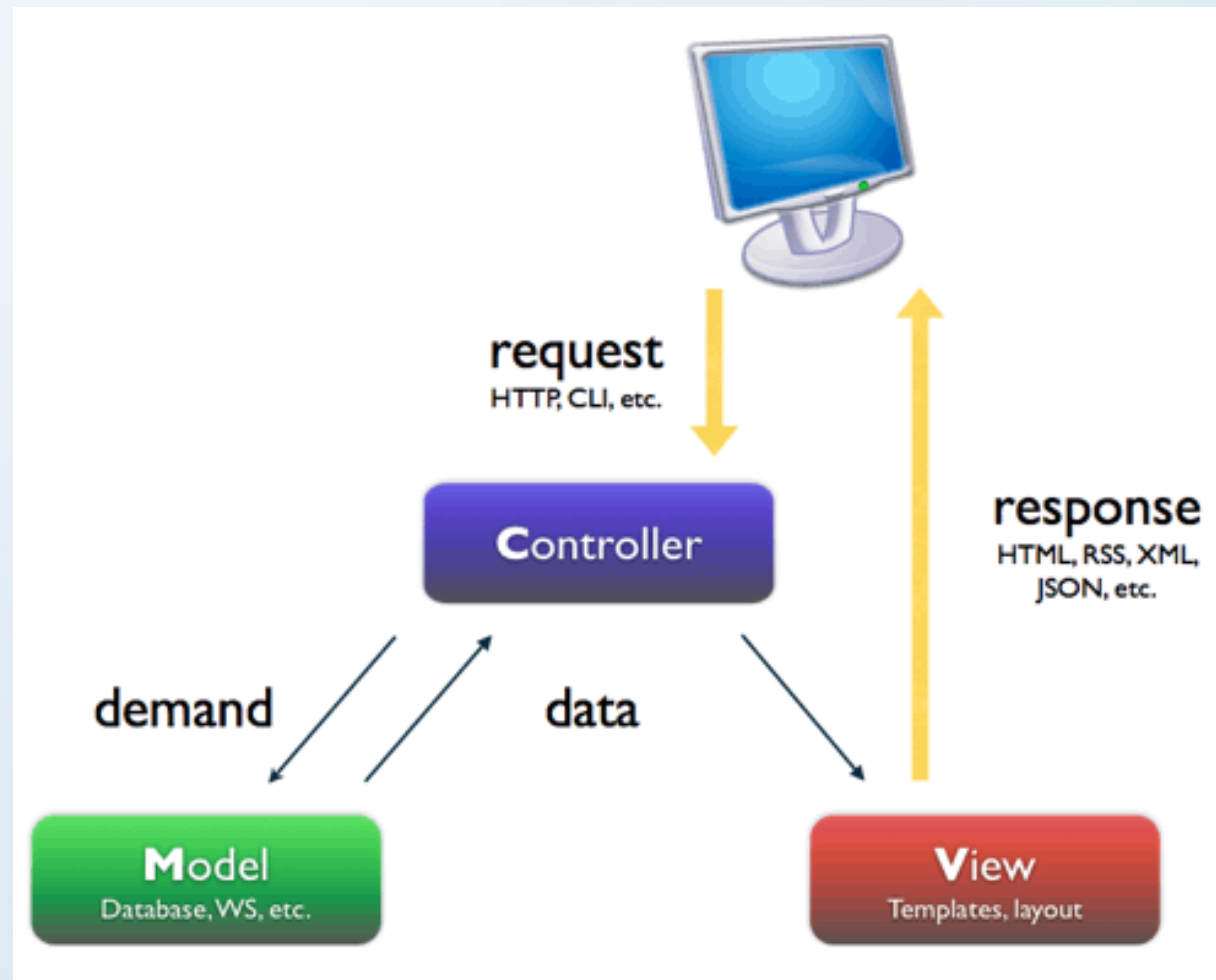 request
HTTP, CLI, etc.
Controller
response
HTML, RSS, XML,
JSON, etc.
demand
data
Model
Database, WS, etc.
View
Templates, layout